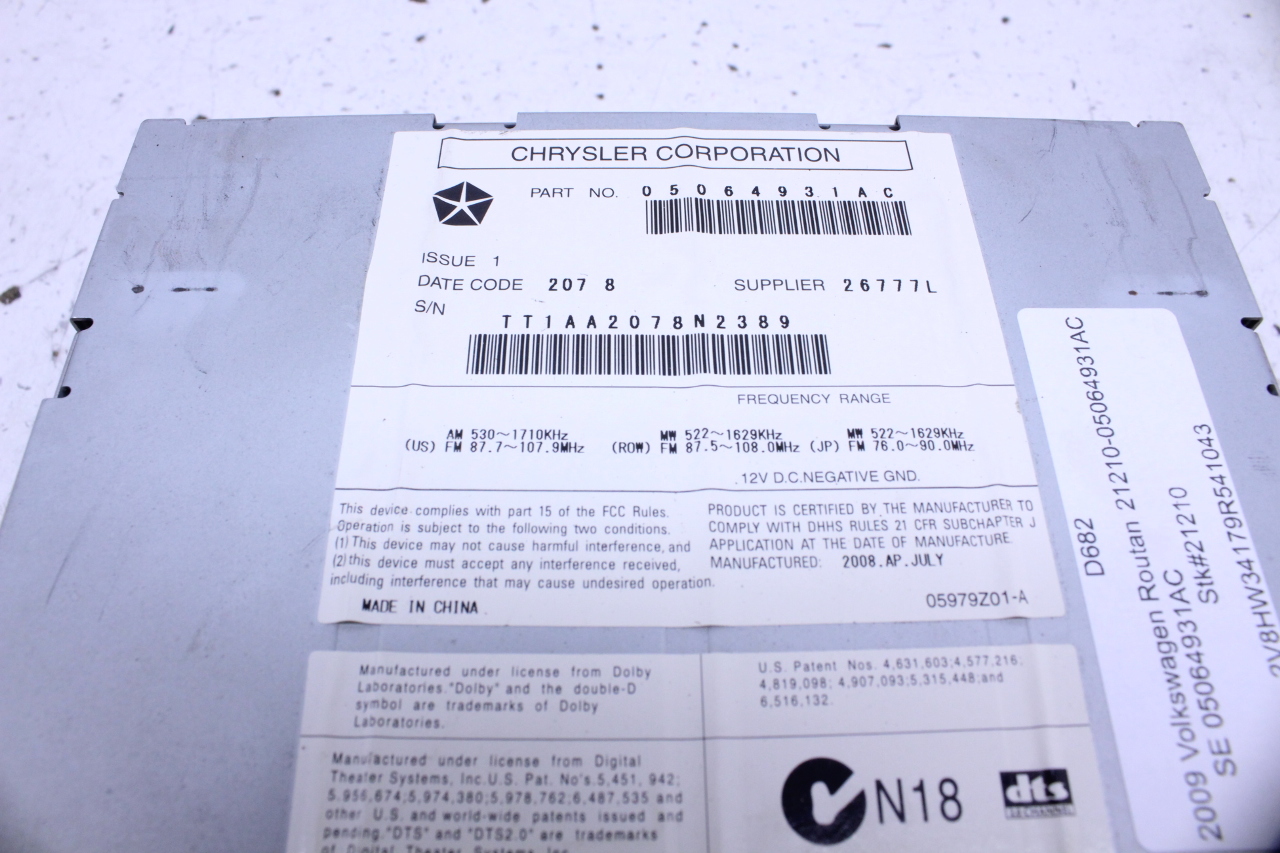 CHRYSLER CORPORATION
PART NO. 05064931AC
ISSUE 1
DATE CODE 207 8 SUPPLIER 26777L
S/N
TT1AA2078N2389
FREQUENCY RANGE
AM 530~1710KHz MW 522~1629KHz MW 522~1629KHz
(US) FM 87.7~107.9MHz (ROW) FM 87.5~108.0MHz (JP) FM 76.0~90.0MHz
12V D.C.NEGATIVE GND.
This device complies with part 15 of the FCC Rules.
Operation is subject to the following two conditions.
(1) This device may not cause harmful interference, and
(2) this device must accept any interference received,
including interference that may cause undesired operation.
MADE IN CHINA
PRODUCT IS CERTIFIED BY THE MANUFACTURER TO
COMPLY WITH DHHS RULES 21 CFR SUBCHAPTER J
APPLICATION AT THE DATE OF MANUFACTURE.
MANUFACTURED: 2008.AP.JULY
05979Z01-A
Manufactured under license from Dolby
Laboratories."Dolby" and the double-D
symbol are trademarks of Dolby
Laboratories.
U.S. Patent Nos. 4,631,603;4,577,216;
4,819,098; 4,907,093;5,315,448;and
6,516,132.
Manufactured under license from Digital
Theater Systems, Inc.U.S. Pat. No's.5,451, 942;
5,956,674;5,974,380;5,978,762;6,487,535 and
other U.S. and world-wide patents issued and
pending."DTS" and "DTS2.0" are trademarks
of Digital Theater Systems, Inc.
N18
dts
D682
2009 Volkswagen Routan 21210-05064931AC
SE 05064931AC Stk#21210
2V8HW34179R541043